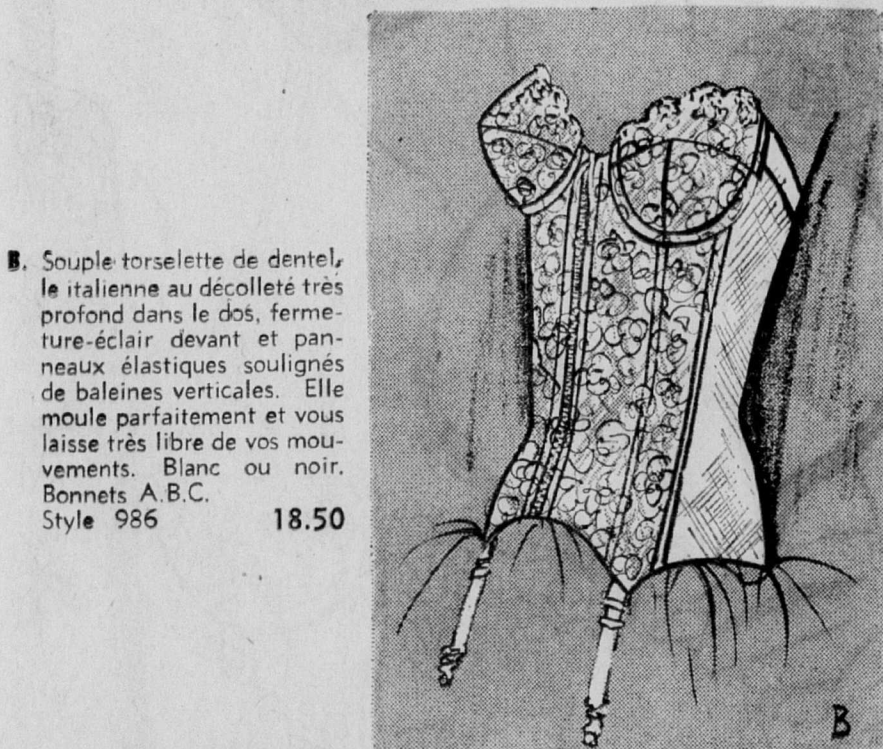 B. Souple torselette de dentel-
le italienne au décolleté très
profond dans le dos, ferme-
ture-éclair devant et pan-
neaux élastiques soulignés
de baleines verticales. Elle
moule parfaitement et vous
laisse très libre de vos mou-
vements. Blanc ou noir.
Bonnets A.B.C.
Style 986 18.50
B